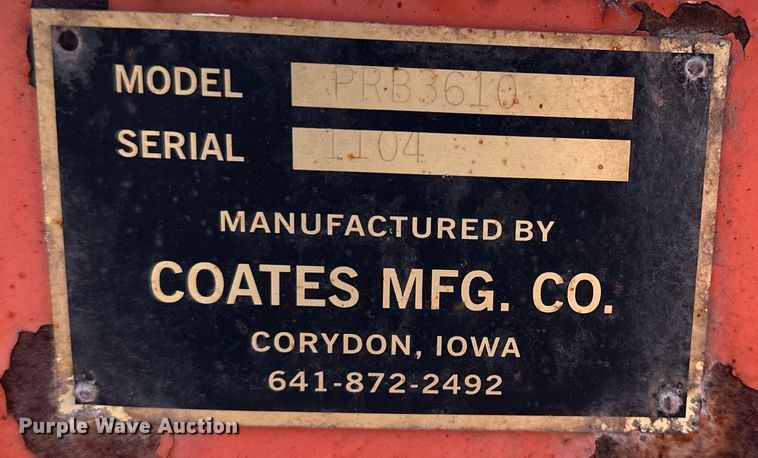 MODEL PRB3610
SERIAL 1104
MANUFACTURED BY
COATES MFG. CO.
CORYDON, IOWA
641-872-2492
Purple Wave Auction